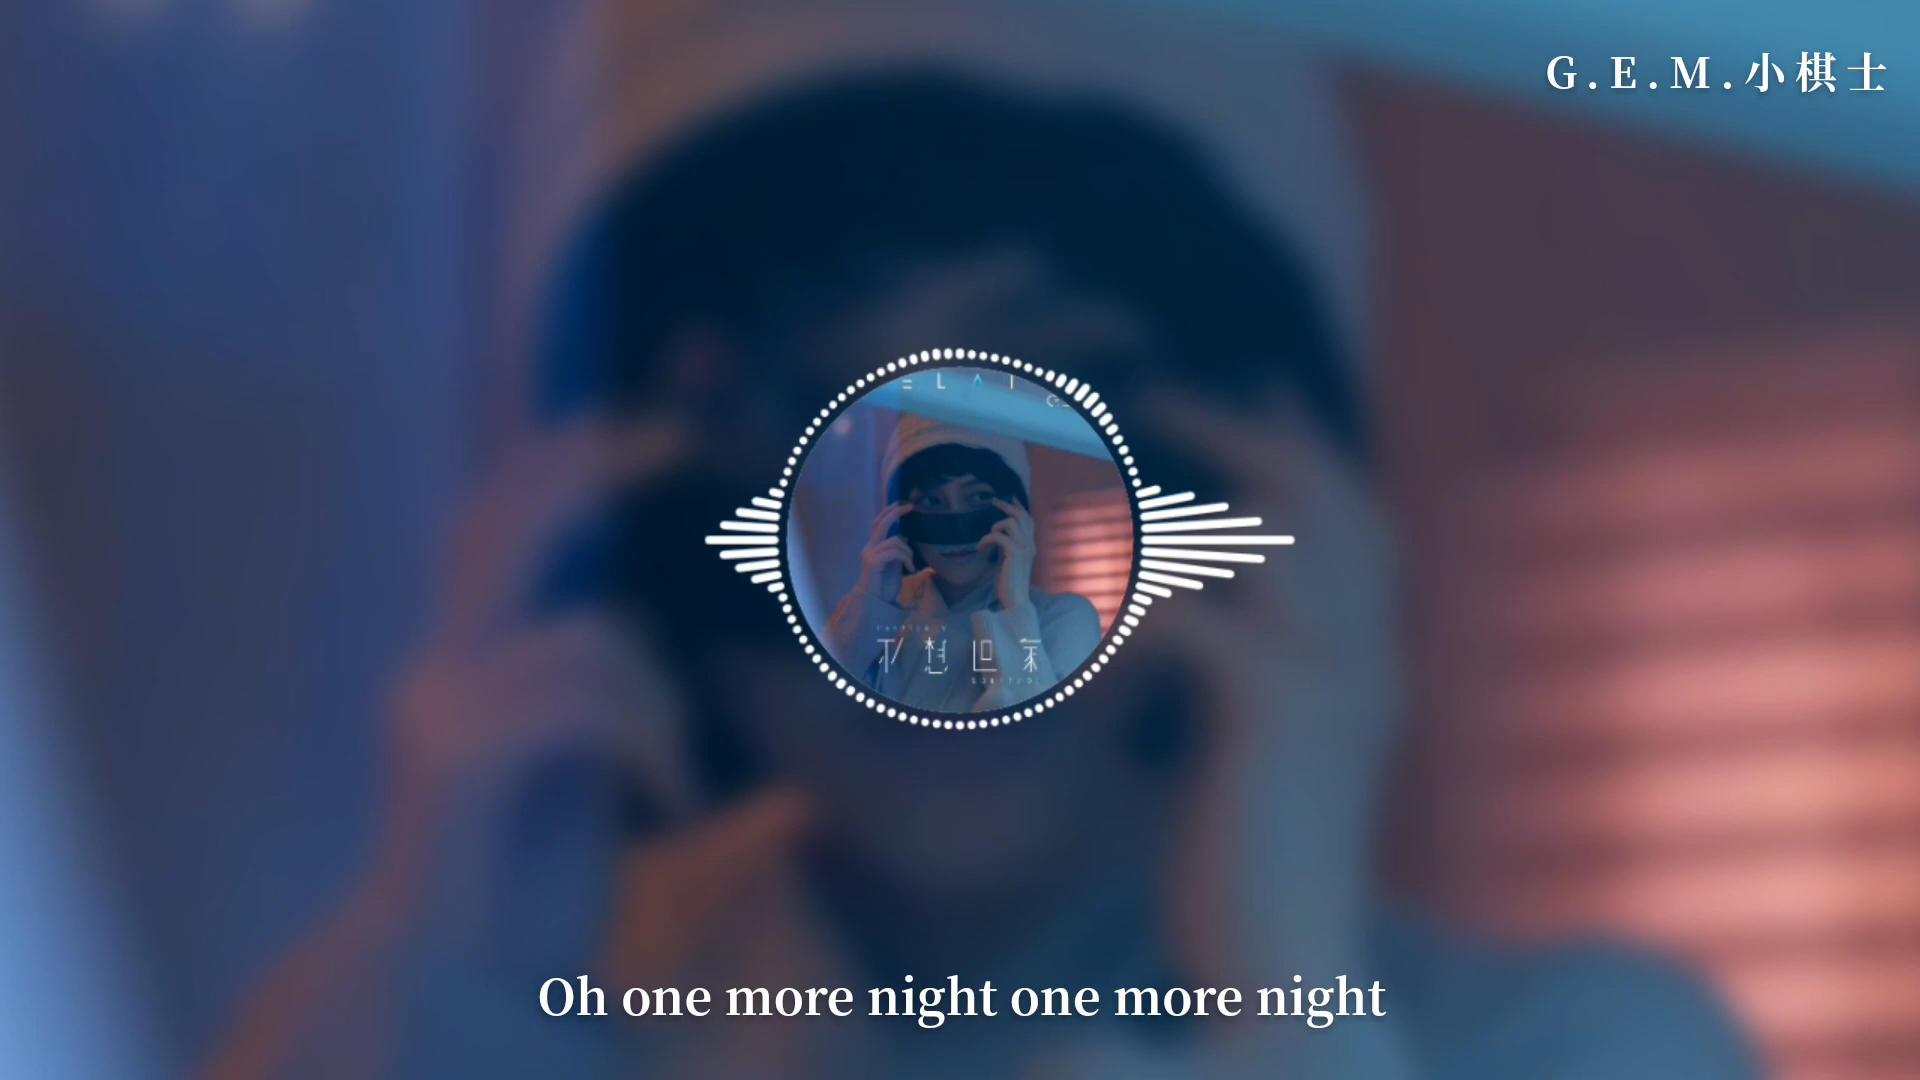 G.E.M.小棋士
不想回家
Oh one more night one more night